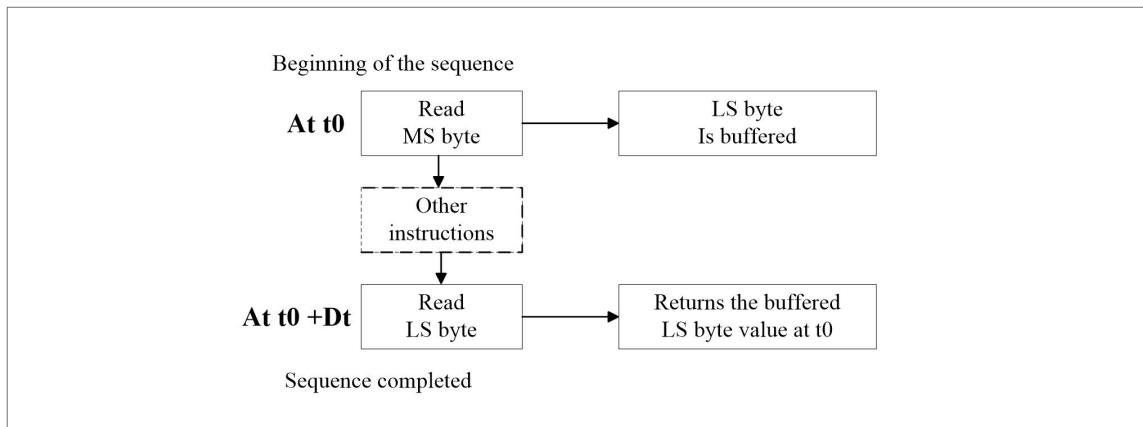 Beginning of the sequence
At t0
Read
MS byte
LS byte
Is buffered
Other
instructions
At t0 +Dt
Read
LS byte
Returns the buffered
LS byte value at t0
Sequence completed